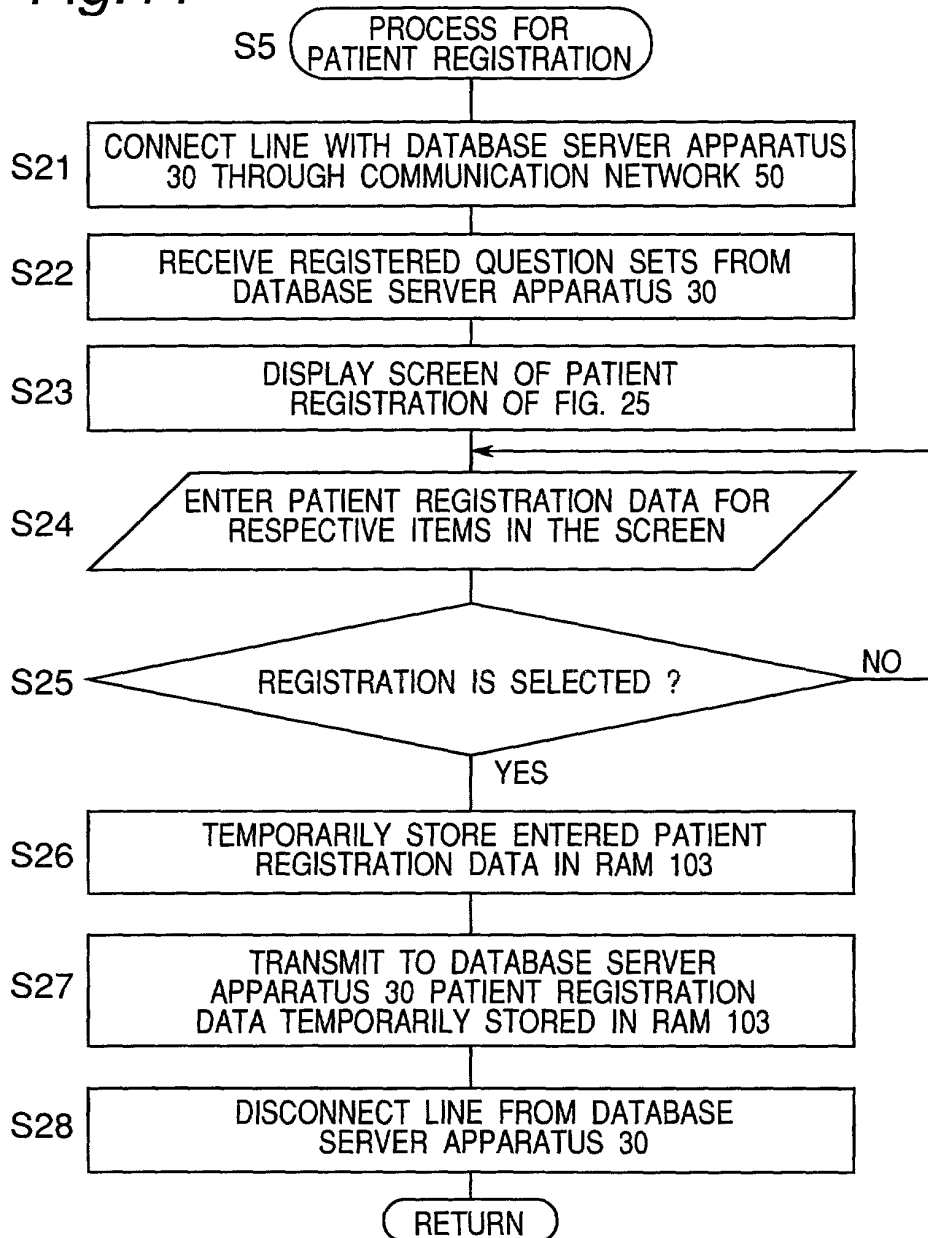 S5
PROCESS FOR
PATIENT REGISTRATION
S21
CONNECT LINE WITH DATABASE SERVER APPARATUS
30 THROUGH COMMUNICATION NETWORK 50
S22
RECEIVE REGISTERED QUESTION SETS FROM
DATABASE SERVER APPARATUS 30
S23
DISPLAY SCREEN OF PATIENT
REGISTRATION OF FIG. 25
S24
ENTER PATIENT REGISTRATION DATA FOR
RESPECTIVE ITEMS IN THE SCREEN
S25
REGISTRATION IS SELECTED ?
NO
YES
S26
TEMPORARILY STORE ENTERED PATIENT
REGISTRATION DATA IN RAM 103
S27
TRANSMIT TO DATABASE SERVER
APPARATUS 30 PATIENT REGISTRATION
DATA TEMPORARILY STORED IN RAM 103
S28
DISCONNECT LINE FROM DATABASE
SERVER APPARATUS 30
RETURN